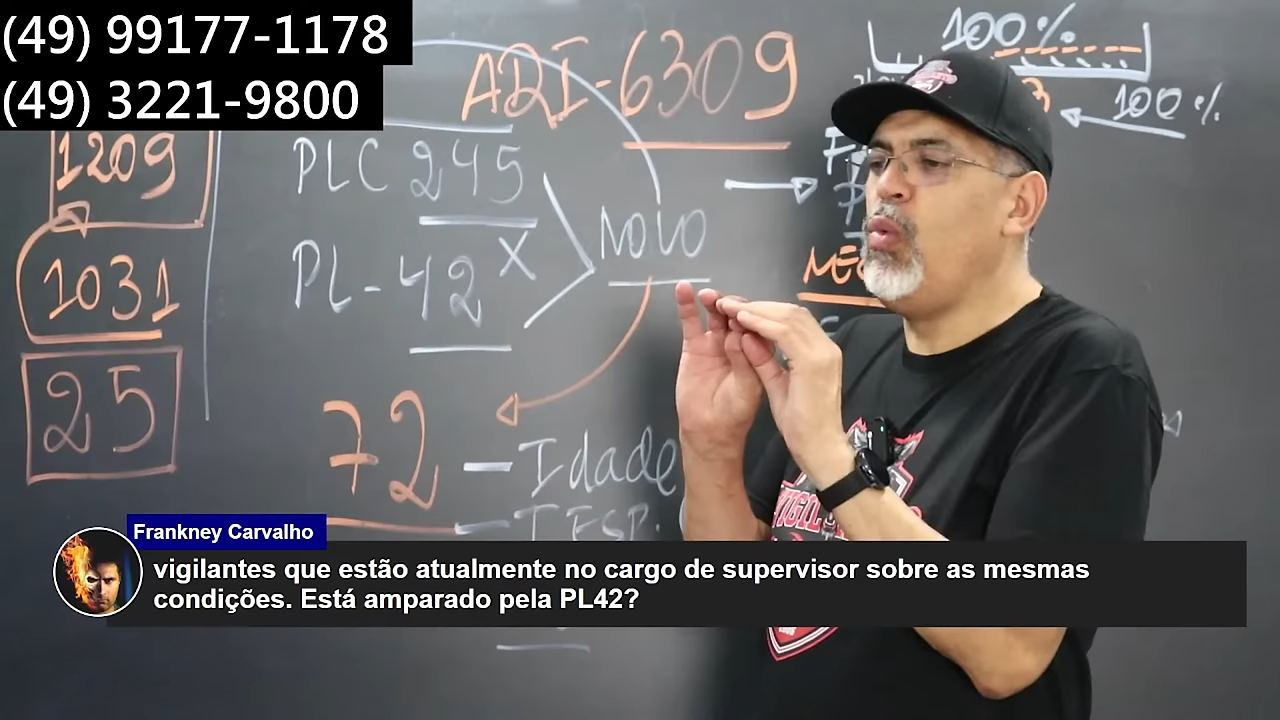 (49) 99177-1178
(49) 3221-9800
100%
ADI-6309
100%
1209
PLC 245
NOVO
PL-42 X
1031
25
72
Idade
Frankney Carvalho
vigilantes que estão atualmente no cargo de supervisor sobre as mesmas
condições. Está amparado pela PL42?